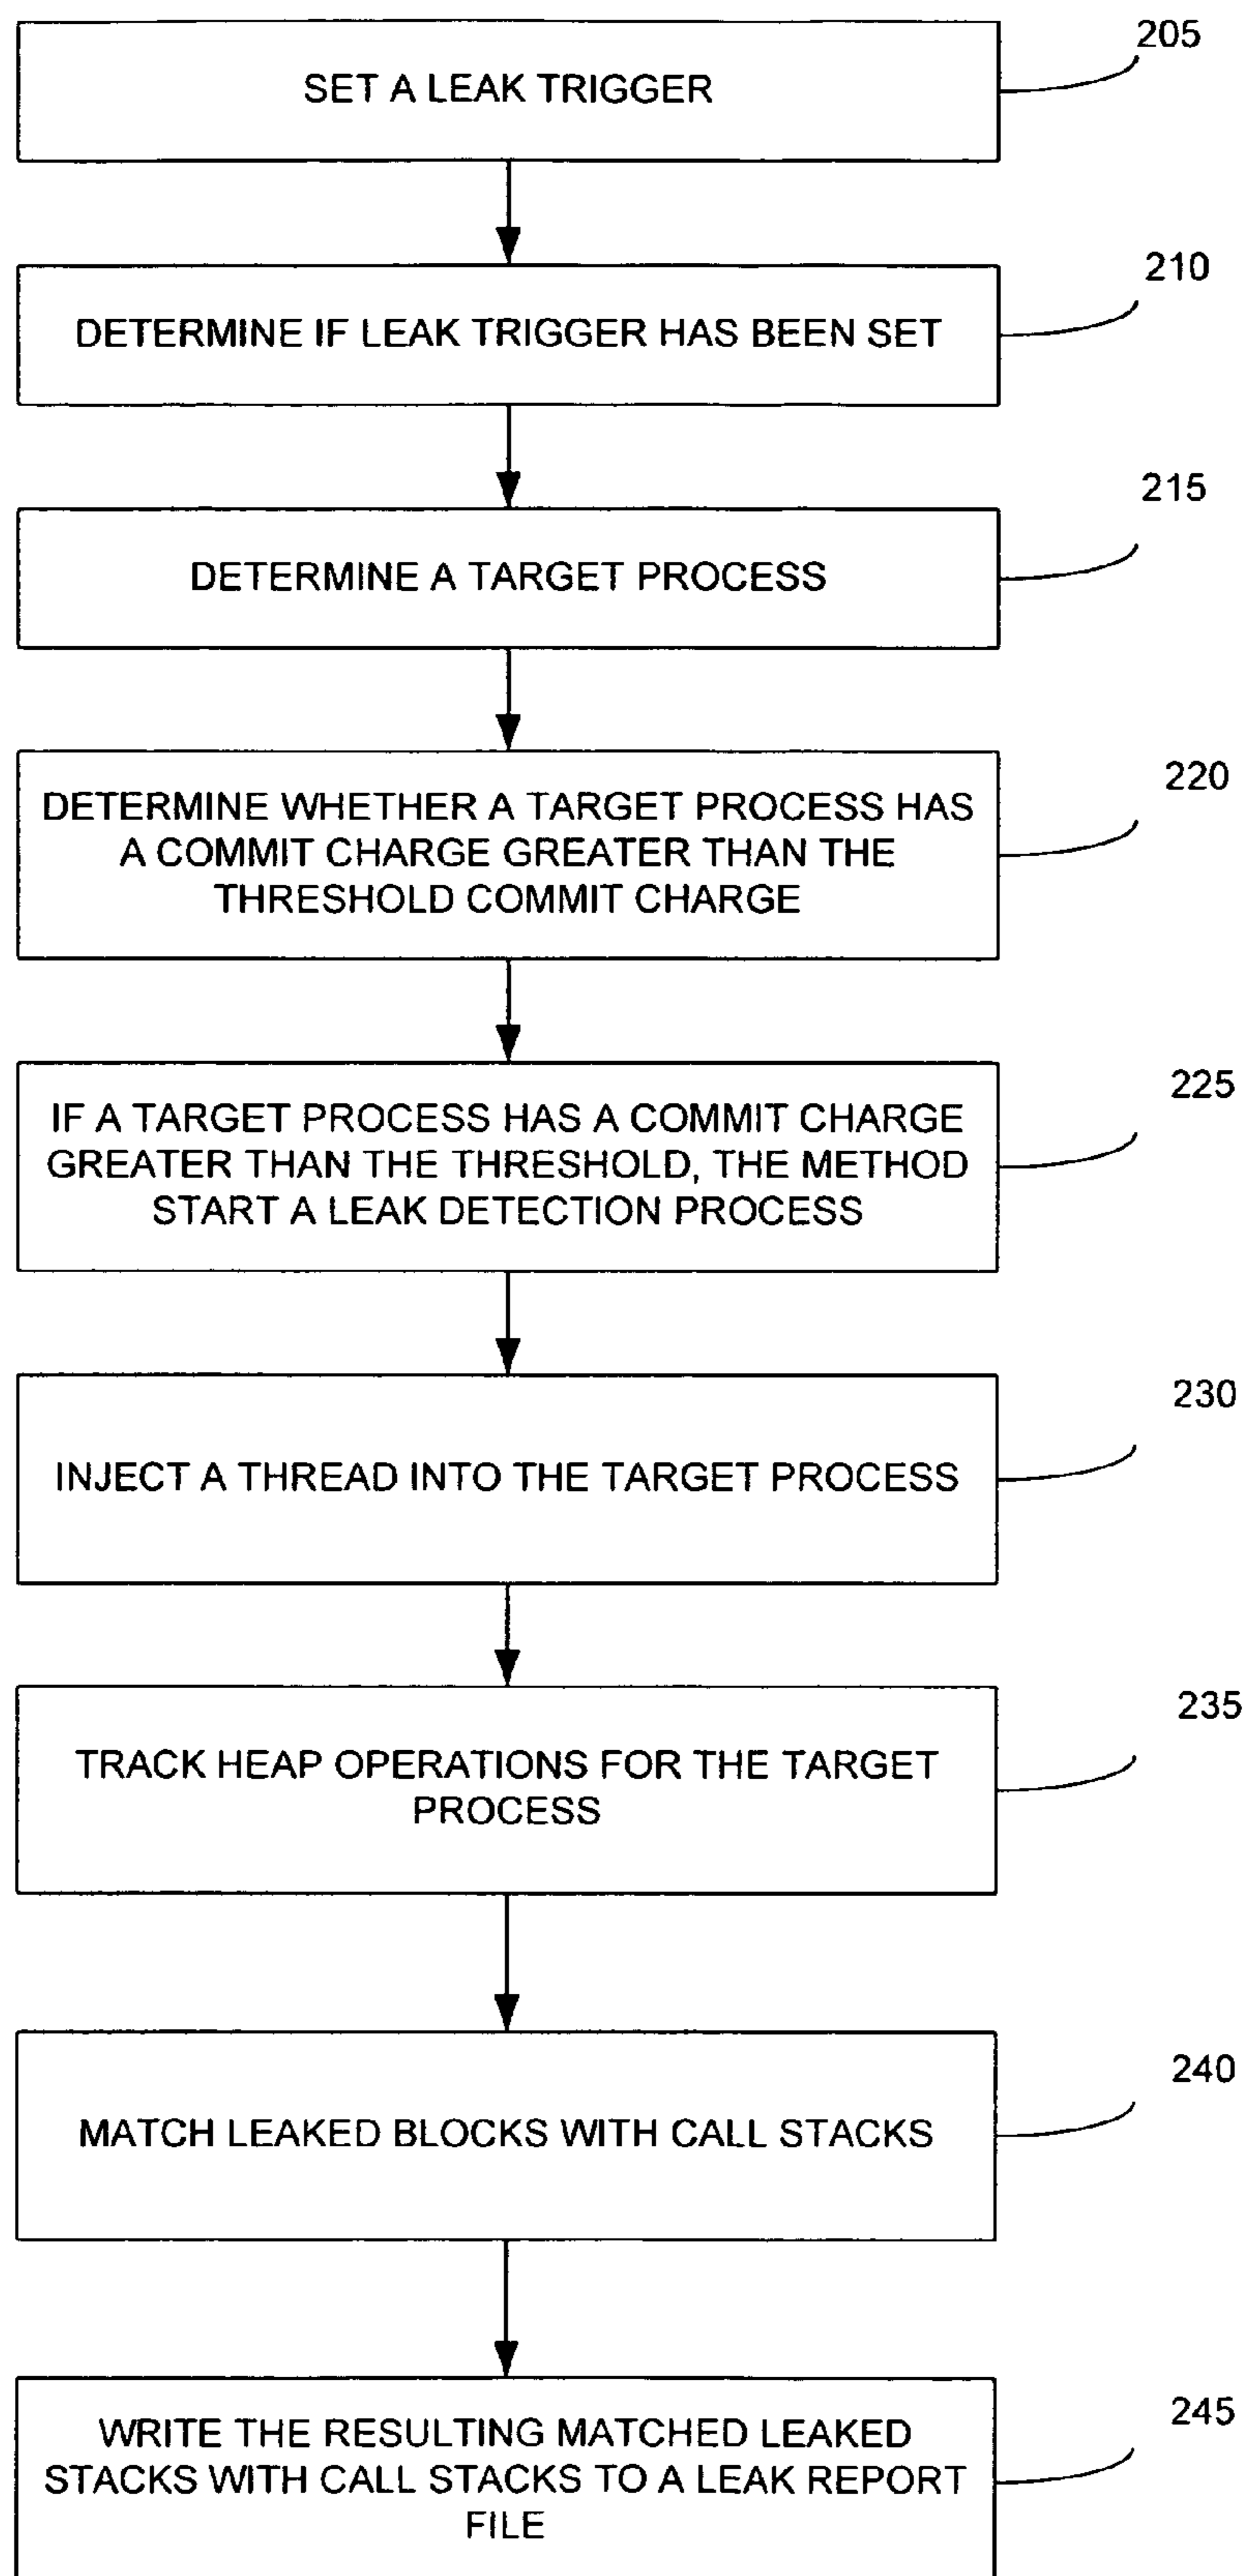 205
SET A LEAK TRIGGER
210
DETERMINE IF LEAK TRIGGER HAS BEEN SET
215
DETERMINE A TARGET PROCESS
220
DETERMINE WHETHER A TARGET PROCESS HAS
A COMMIT CHARGE GREATER THAN THE
THRESHOLD COMMIT CHARGE
225
IF A TARGET PROCESS HAS A COMMIT CHARGE
GREATER THAN THE THRESHOLD, THE METHOD
START A LEAK DETECTION PROCESS
230
INJECT A THREAD INTO THE TARGET PROCESS
235
TRACK HEAP OPERATIONS FOR THE TARGET
PROCESS
240
MATCH LEAKED BLOCKS WITH CALL STACKS
245
WRITE THE RESULTING MATCHED LEAKED
STACKS WITH CALL STACKS TO A LEAK REPORT
FILE